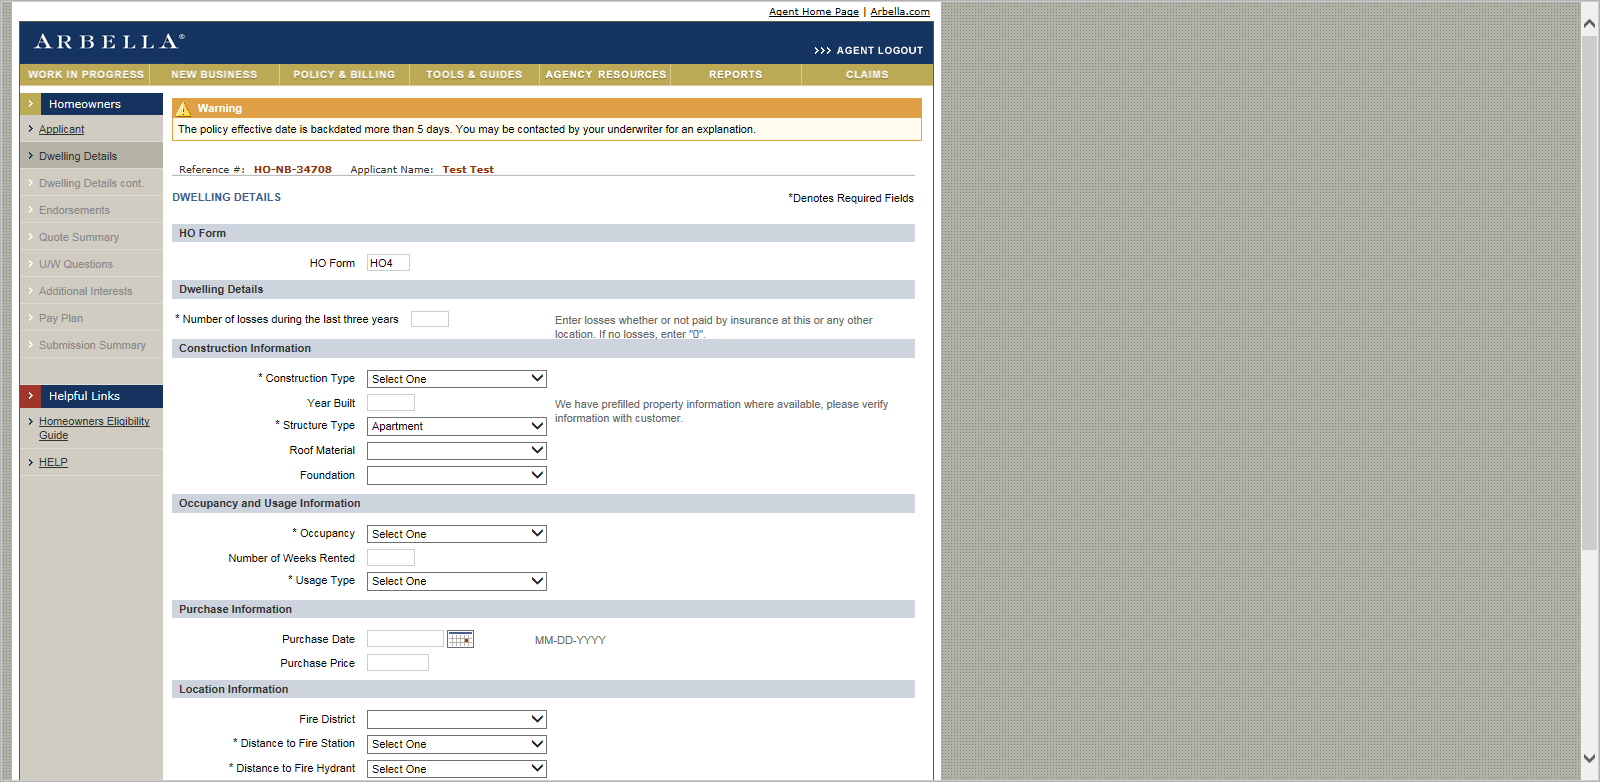 Agent Home Page | Arbella.com
ARBELLA®
>>> AGENT LOGOUT
WORK IN PROGRESS NEW BUSINESS POLICY & BILLING TOOLS & GUIDES AGENCY RESOURCES REPORTS CLAIMS
Homeowners
Applicant
Dwelling Details
Dwelling Details cont.
Endorsements
Quote Summary
U/W Questions
Additional Interests
Pay Plan
Submission Summary
Helpful Links
Homeowners Eligibility
Guide
HELP
Warning
The policy effective date is backdated more than 5 days. You may be contacted by your underwriter for an explanation.
Reference #: HO-NB-34708 Applicant Name: Test Test
DWELLING DETAILS
*Denotes Required Fields
HO Form
HO Form HO4
Dwelling Details
* Number of losses during the last three years
Enter losses whether or not paid by insurance at this or any other
location. If no losses, enter "0".
Construction Information
* Construction Type Select One
Year Built
We have prefilled property information where available, please verify
information with customer.
* Structure Type Apartment
Roof Material
Foundation
Occupancy and Usage Information
* Occupancy Select One
Number of Weeks Rented
* Usage Type Select One
Purchase Information
Purchase Date MM-DD-YYYY
Purchase Price
Location Information
Fire District
* Distance to Fire Station Select One
* Distance to Fire Hydrant Select One